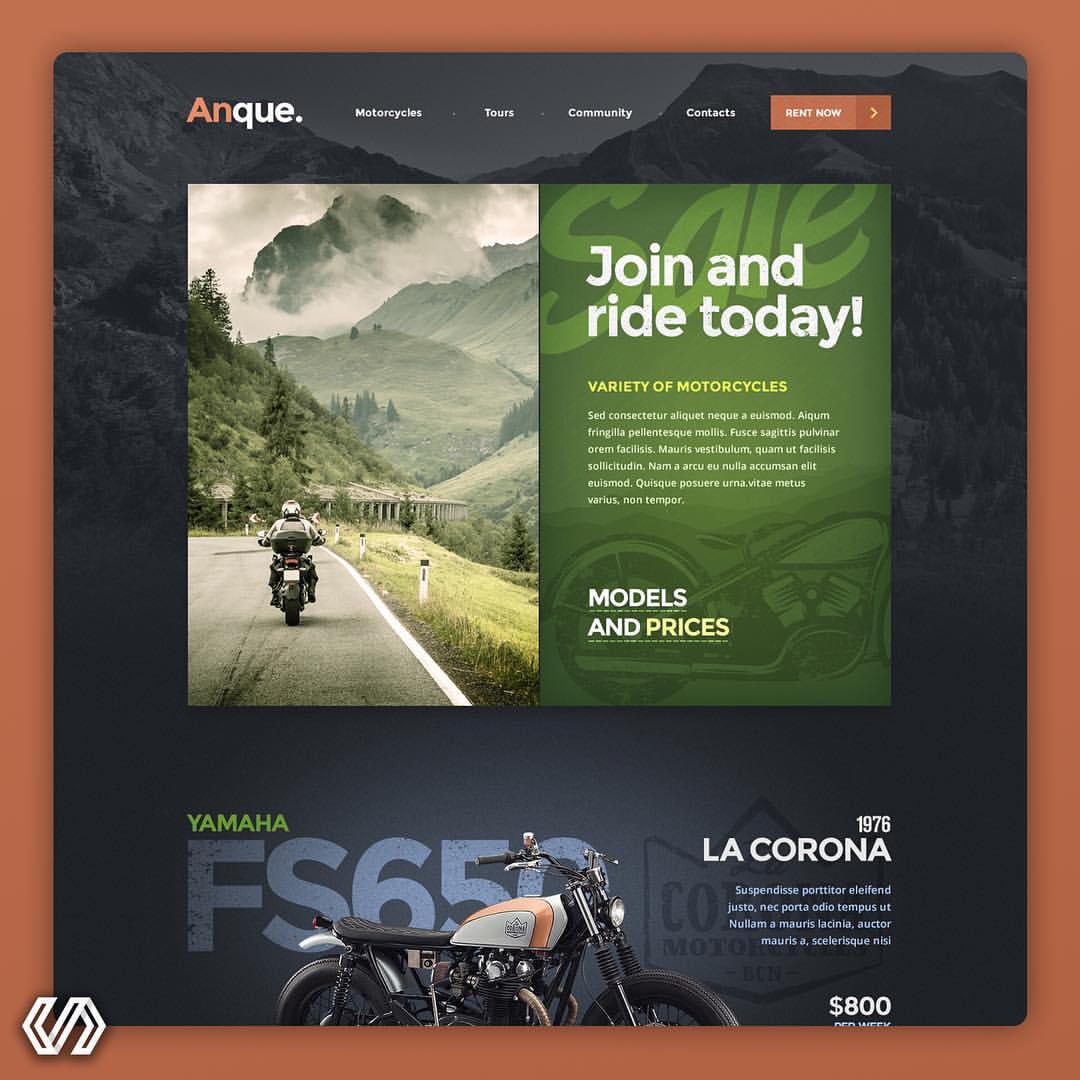 Anque.
Motorcycles
Tours
Community
Contacts
RENT NOW
Sale
Join and
ride today!
VARIETY OF MOTORCYCLES
Sed consectetur aliquet neque a euismod. Aiqum
fringilla pellentesque mollis. Fusce sagittis pulvinar
orem facilisis. Mauris vestibulum, quam ut facilisis
sollicitudin. Nam a arcu eu nulla accumsan elit
euismod. Quisque posuere urna.vitae metus
varius, non tempor.
MODELS
AND PRICES
YAMAHA
FS650
1976
LA CORONA
Suspendisse porttitor eleifend
justo, nec porta odio tempus ut
Nullam a mauris lacinia, auctor
mauris a, scelerisque nisi
La
MOTORCYCLES
- BCN -
CORONA
$800
PER WEEK